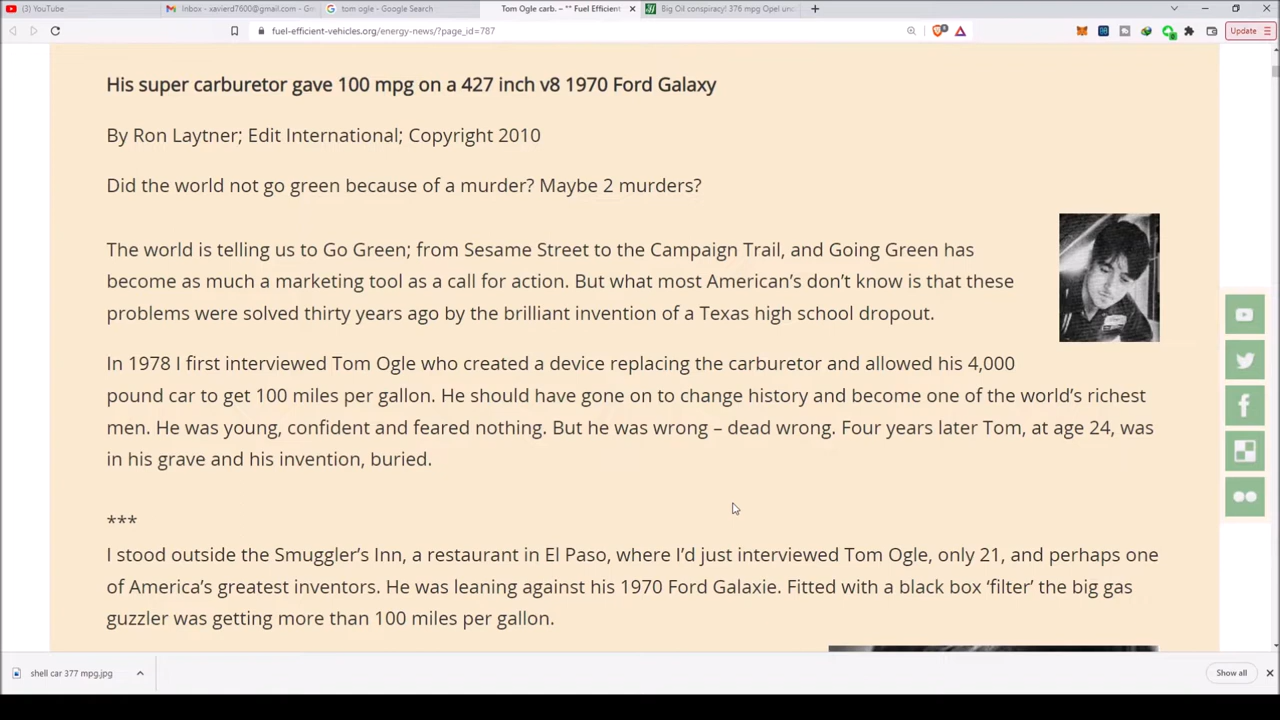 (3) YouTube
Inbox - xavierd7600@gmail.com - Gm
tom ogle - Google Search
Tom Ogle carb. – "" Fuel Efficient
Big Oil conspiracy! 376 mpg Opel unc
fuel-efficient-vehicles.org/energy-news/?page_id=787
Update
His super carburetor gave 100 mpg on a 427 inch v8 1970 Ford Galaxy
By Ron Laytner; Edit International; Copyright 2010
Did the world not go green because of a murder? Maybe 2 murders?
The world is telling us to Go Green; from Sesame Street to the Campaign Trail, and Going Green has
become as much a marketing tool as a call for action. But what most American's don't know is that these
problems were solved thirty years ago by the brilliant invention of a Texas high school dropout.
In 1978 I first interviewed Tom Ogle who created a device replacing the carburetor and allowed his 4,000
pound car to get 100 miles per gallon. He should have gone on to change history and become one of the world's richest
men. He was young, confident and feared nothing. But he was wrong – dead wrong. Four years later Tom, at age 24, was
in his grave and his invention, buried.
***
I stood outside the Smuggler's Inn, a restaurant in El Paso, where I'd just interviewed Tom Ogle, only 21, and perhaps one
of America's greatest inventors. He was leaning against his 1970 Ford Galaxie. Fitted with a black box 'filter' the big gas
guzzler was getting more than 100 miles per gallon.
shell car 377 mpg.jpg
Show all